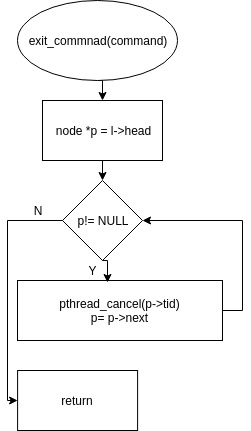 exit_commnad(command)
node *p = l->head
p!= NULL
N
Y
pthread_cancel(p->tid)
p= p->next
return